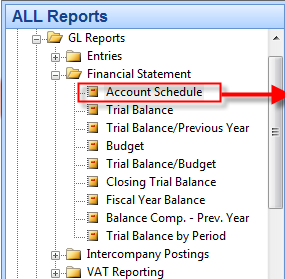 ALL Reports
GL Reports
Entries
Financial Statement
Account Schedule
Trial Balance
Trial Balance/Previous Year
Budget
Trial Balance/Budget
Closing Trial Balance
Fiscal Year Balance
Balance Comp. - Prev. Year
Trial Balance by Period
Intercompany Postings
VAT Reporting